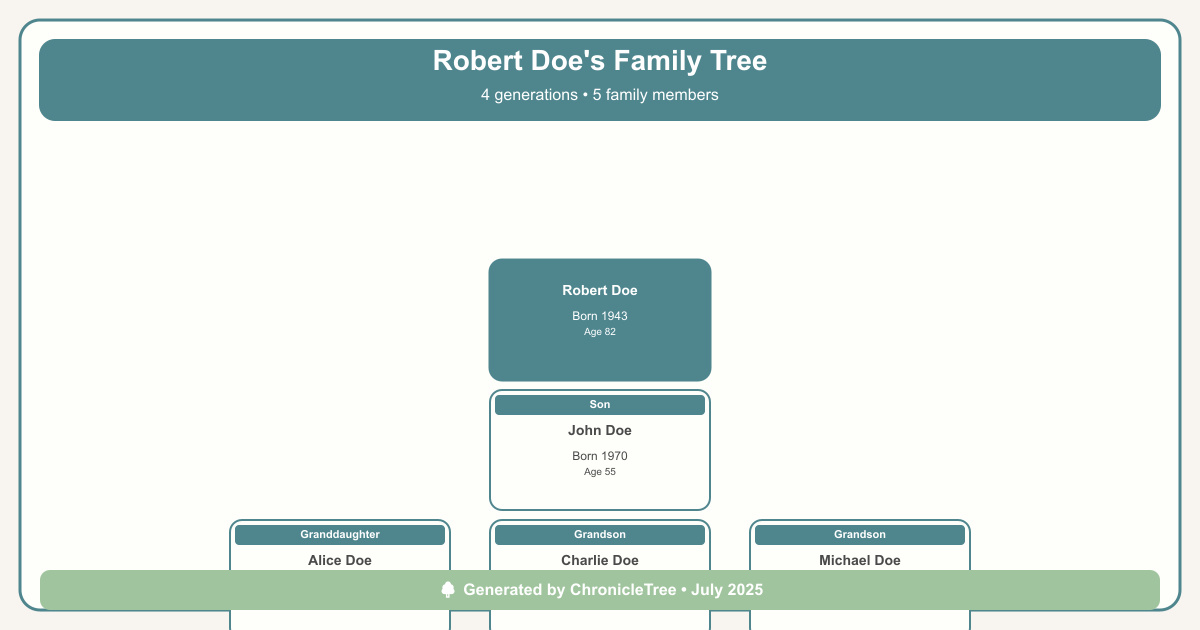 Robert Doe's Family Tree
4 generations • 5 family members
Robert Doe
Born 1943
Age 82
Son
John Doe
Born 1970
Age 55
Granddaughter
Alice Doe
Grandson
Charlie Doe
Grandson
Michael Doe
Generated by ChronicleTree • July 2025